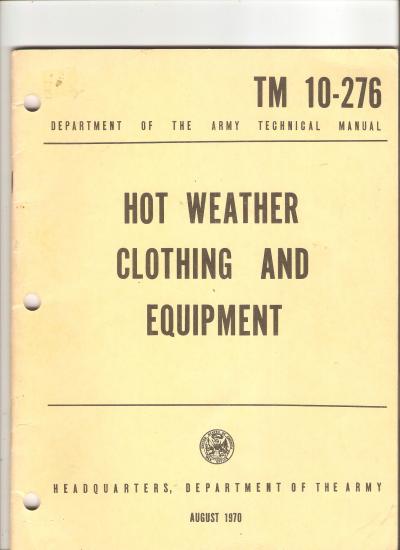 TM 10-276
DEPARTMENT OF THE ARMY TECHNICAL MANUAL
HOT WEATHER
CLOTHING AND
EQUIPMENT
HEADQUARTERS, DEPARTMENT OF THE ARMY
AUGUST 1970